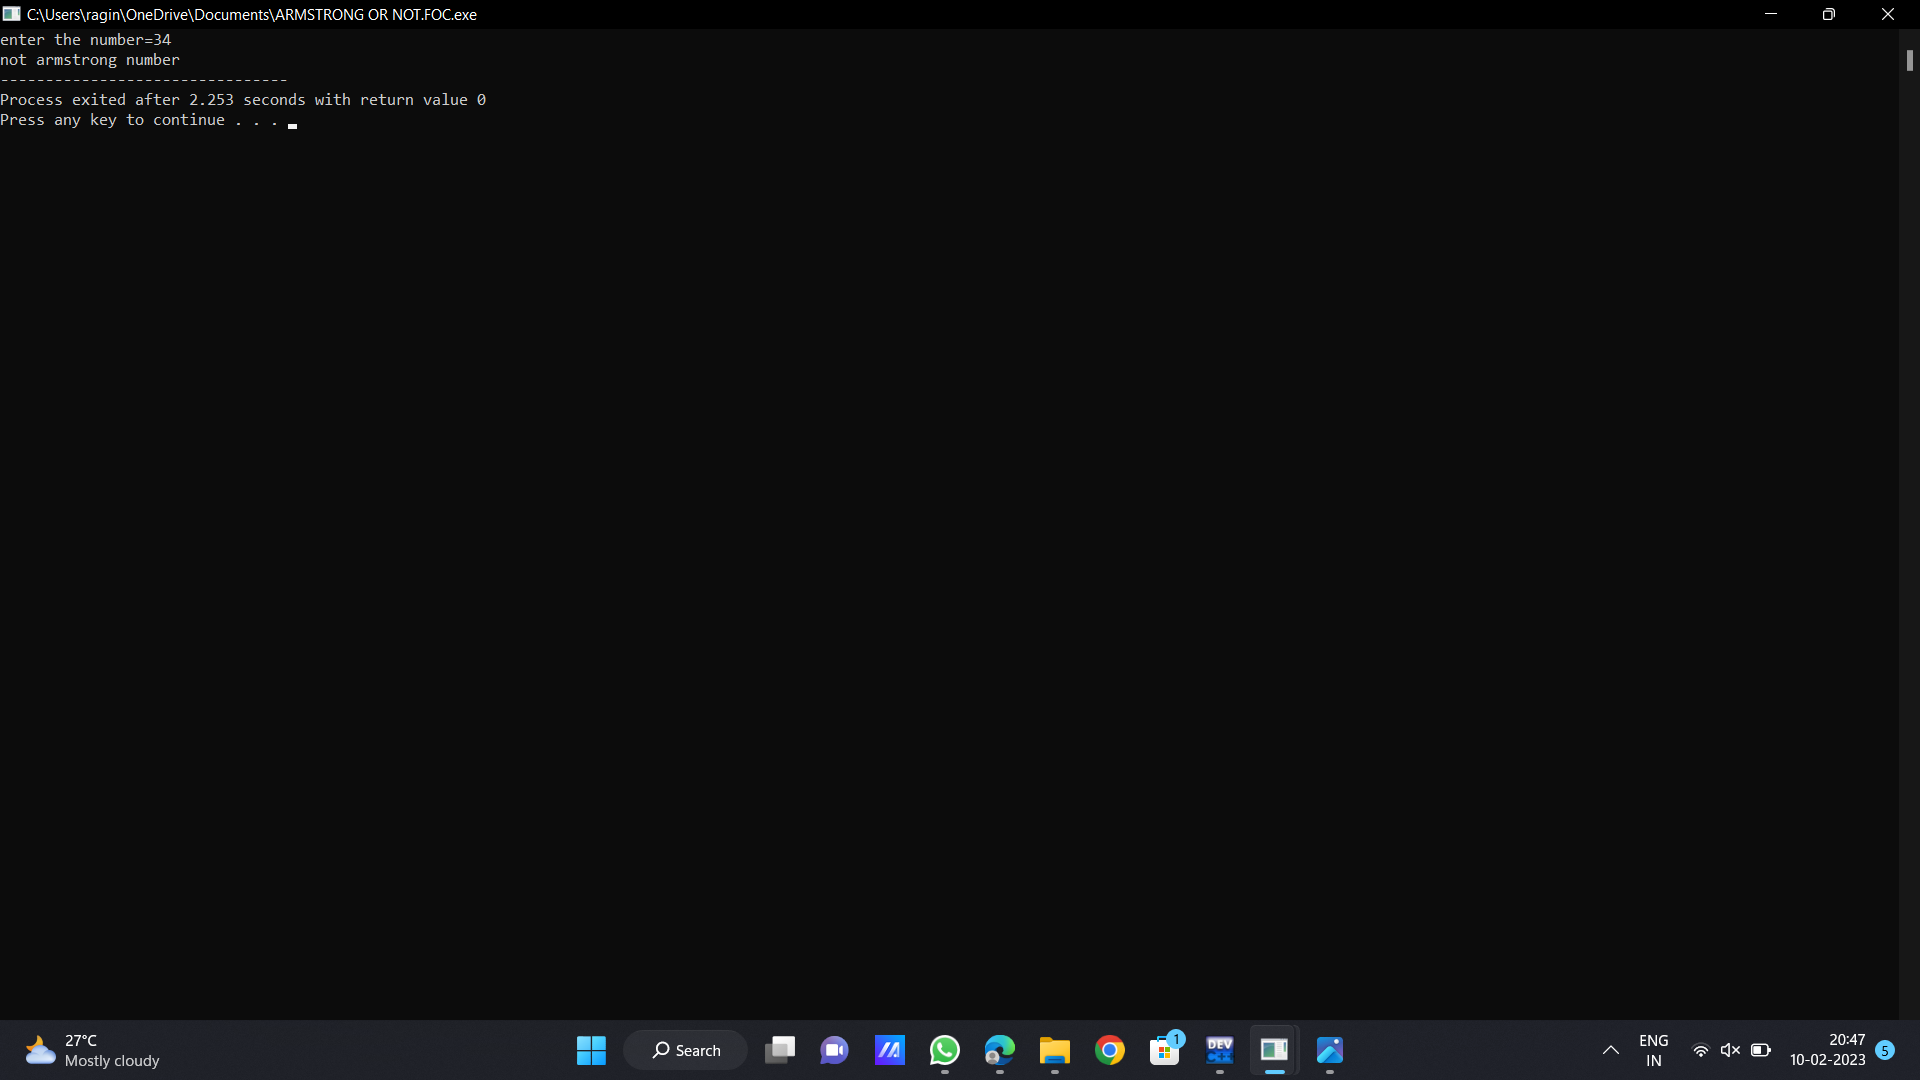 C:\Users\ragin\OneDrive\Documents\ARMSTRONG OR NOT.FOC.exe
enter the number=34
not armstrong number
--------------------------------
Process exited after 2.253 seconds with return value 0
Press any key to continue . . .
27°C
Mostly cloudy
Search
1
DEV
C++
ENG
IN
20:47
10-02-2023
5